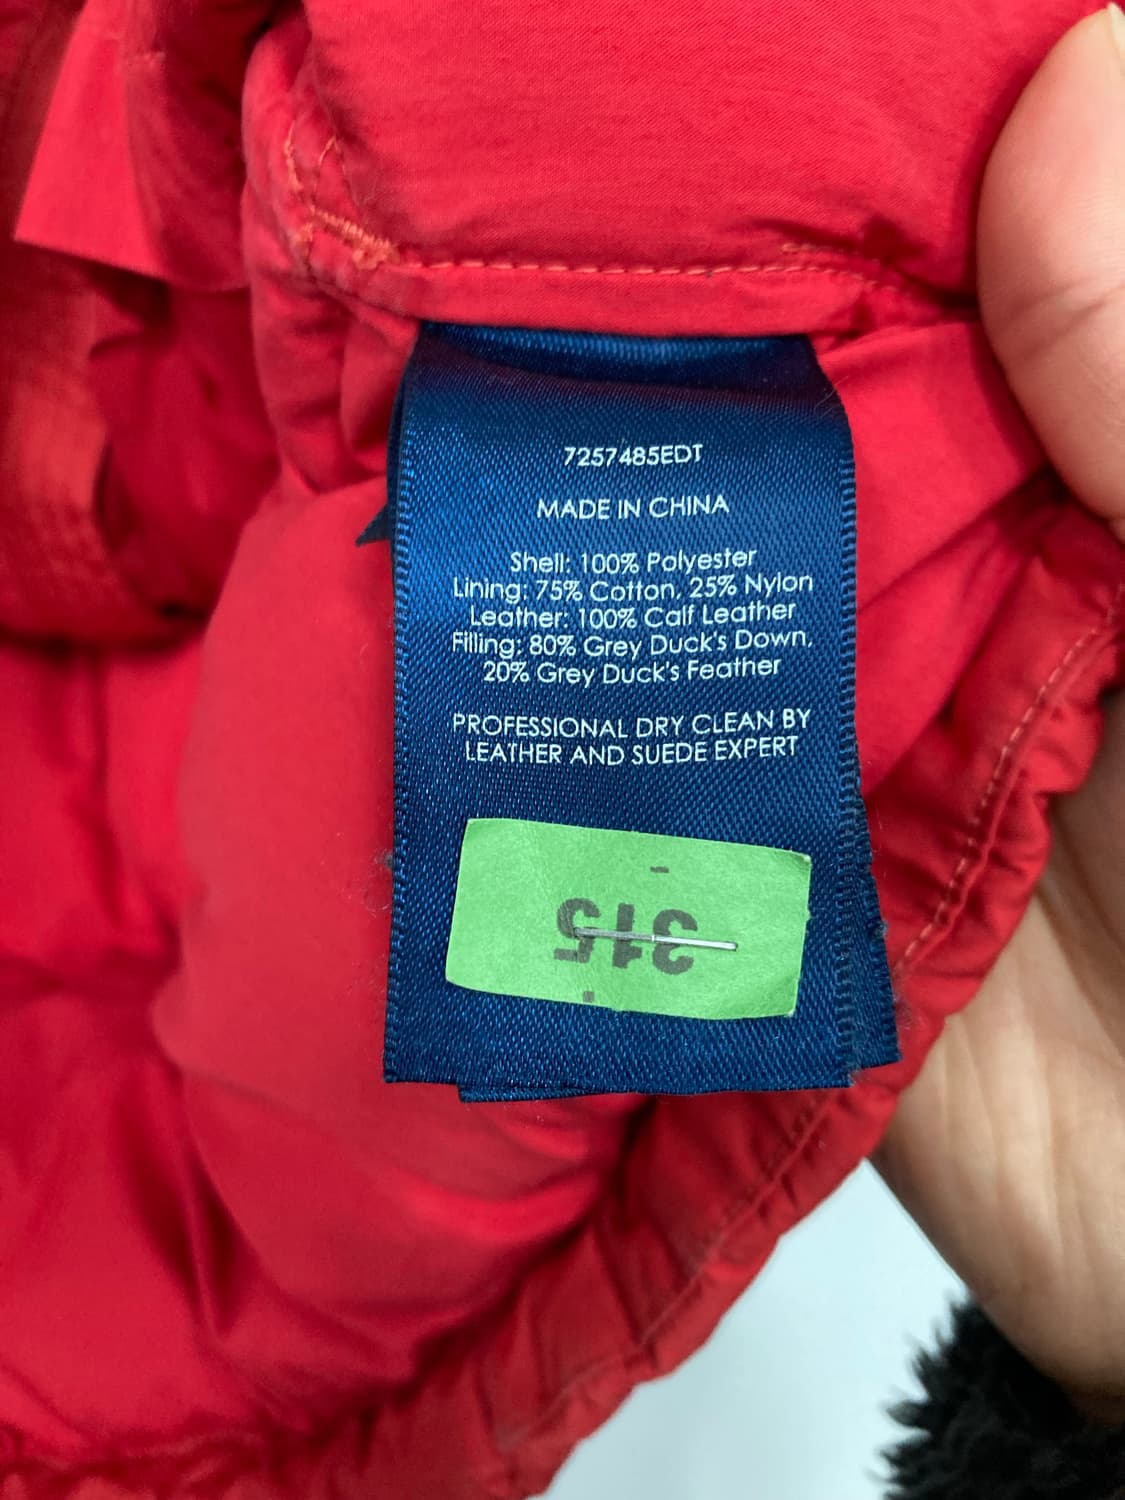 7257485EDT
MADE IN CHINA
Shell: 100% Polyester
Lining: 75% Cotton, 25% Nylon
Leather: 100% Calf Leather
Filling: 80% Grey Duck's Down,
20% Grey Duck's Feather
PROFESSIONAL DRY CLEAN BY
LEATHER AND SUEDE EXPERT
315